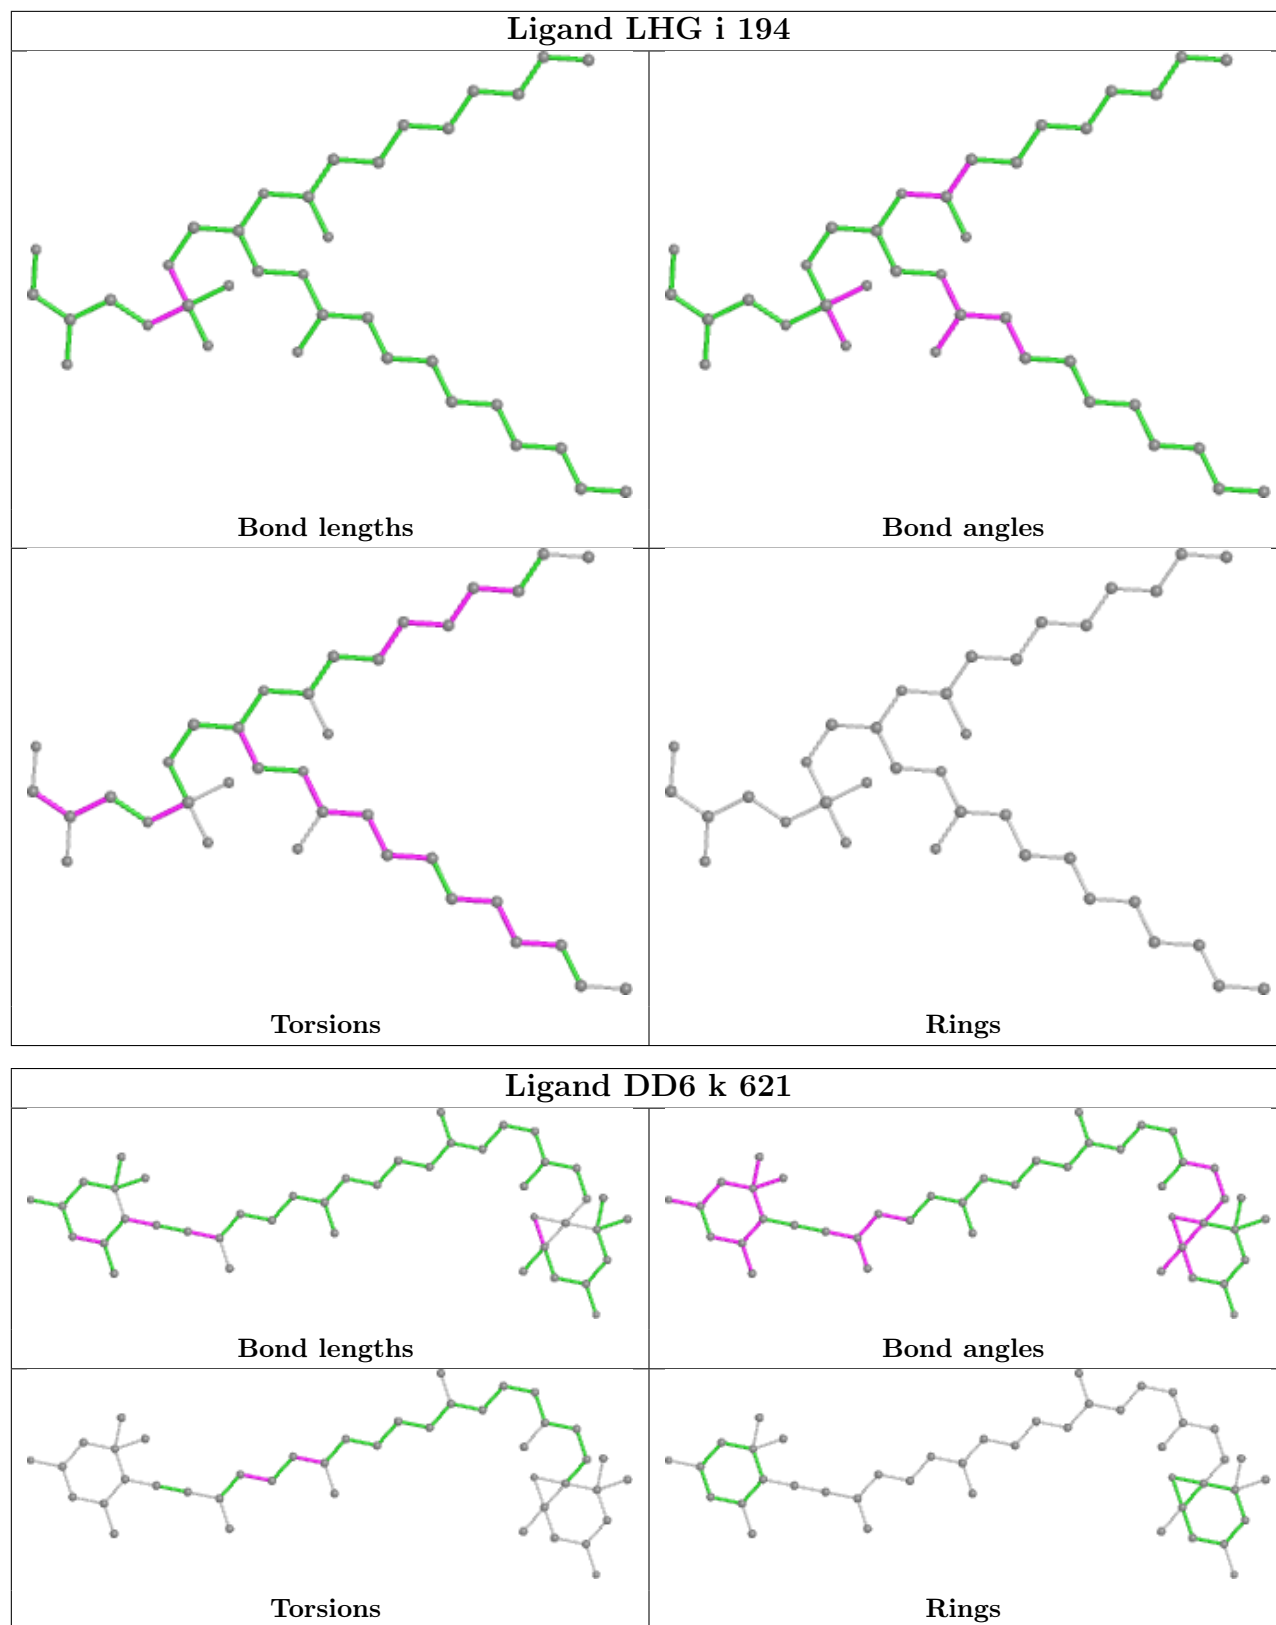 Ligand LHG i 194
Bond lengths
Bond angles
Torsions
Rings
Ligand DD6 k 621
Bond lengths
Bond angles
Torsions
Rings